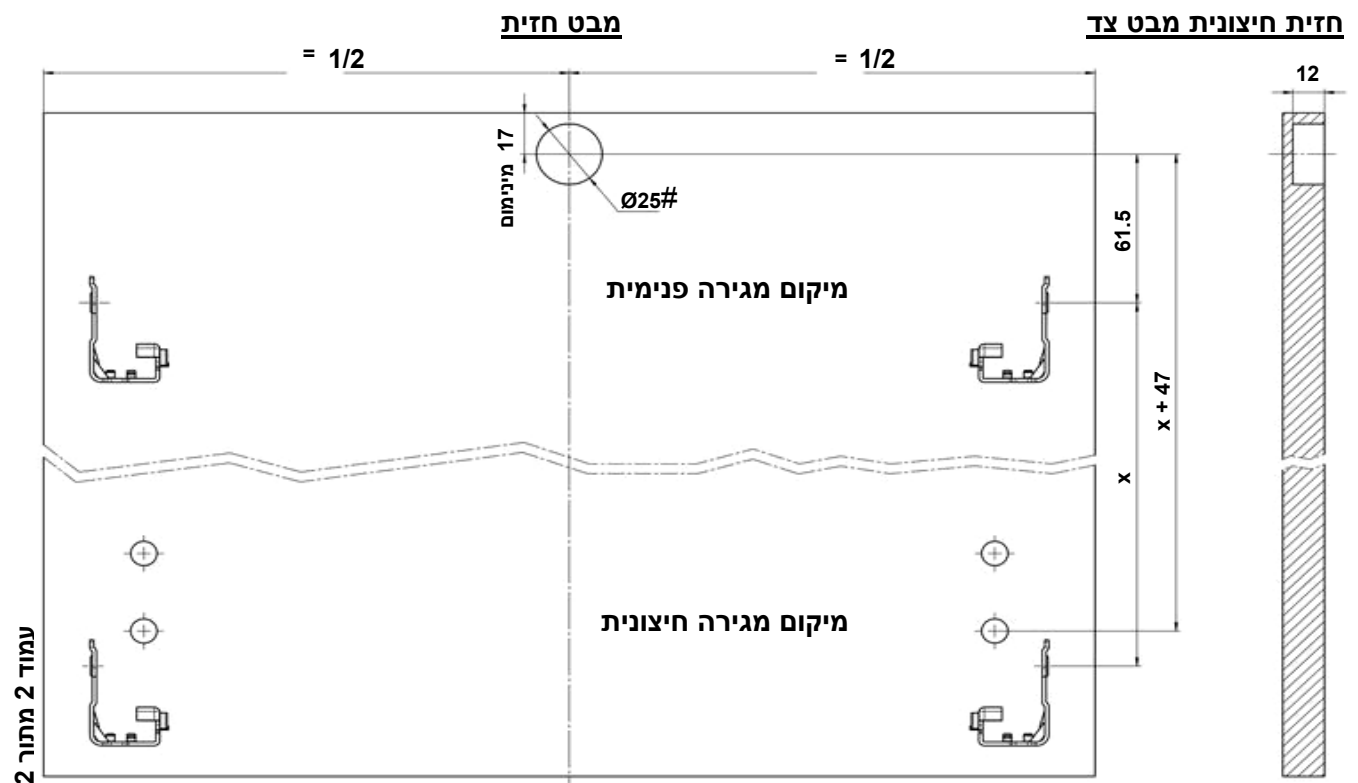 מבט חזית
חזית חיצונית מבט צד
= 1/2
= 1/2
12
17 מינימום
Ø25#
61.5
מיקום מגירה פנימית
x + 47
x
מיקום מגירה חיצונית
עמוד 2 מתוך 2